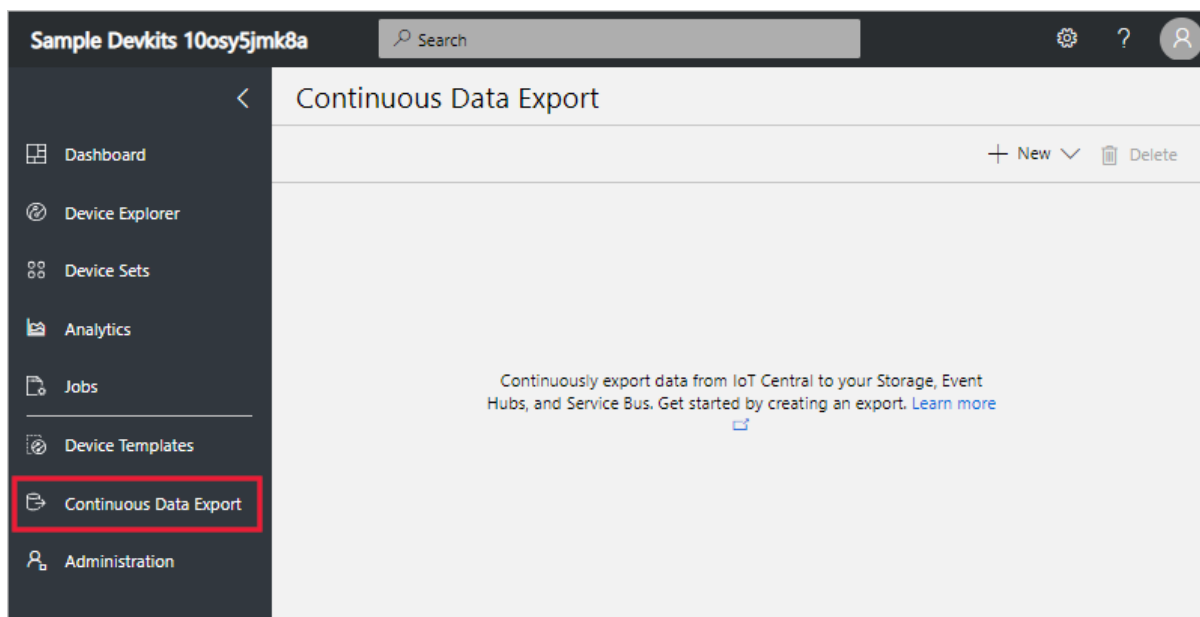 Sample Devkits 10osy5jmk8a
Search
?
Continuous Data Export
New
Delete
Dashboard
Device Explorer
Device Sets
Analytics
Jobs
Device Templates
Continuous Data Export
Administration
Continuously export data from IoT Central to your Storage, Event
Hubs, and Service Bus. Get started by creating an export. Learn more